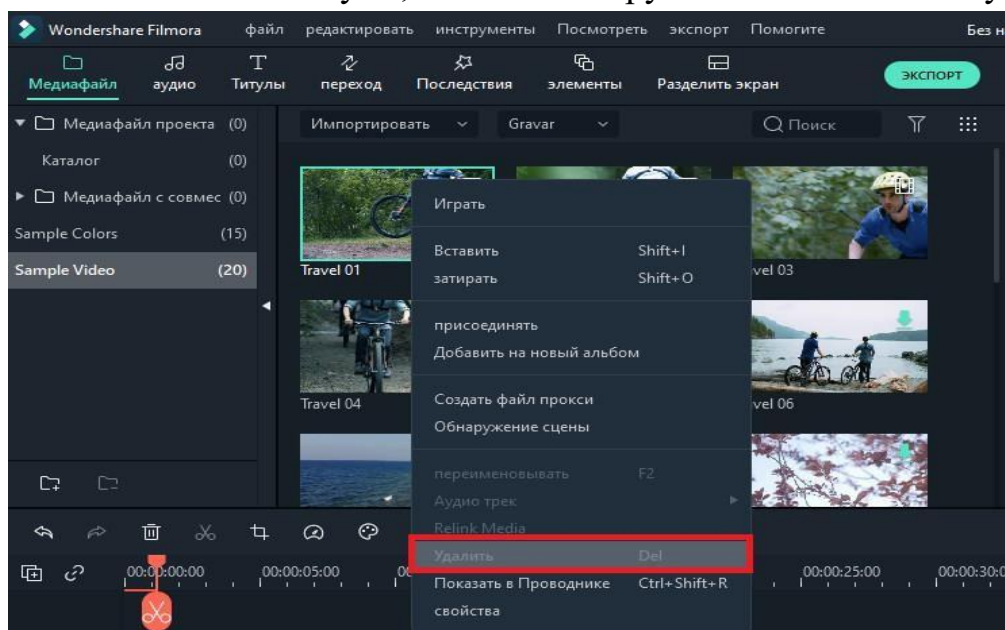 Wondershare Filmora файл редактировать инструменты Посмотреть экспорт Помогите Без н
Медиафайл аудио Титулы переход Последствия элементы Разделить экран экспорт
Медиафайл проекта (0) Импортировать Gravar Поиск
Каталог (0)
Медиафайл с совмес (0)
Sample Colors (15)
Sample Video (20)
Travel 01
vel 03
Travel 04
vel 06
Играть
Вставить Shift+I
затирать Shift+O
присоединять
Добавить на новый альбом
Создать файл прокси
Обнаружение сцены
переименовывать F2
Аудио трек
Relink Media
Удалить Del
Показать в Проводнике Ctrl+Shift+R
свойства
00:00:00:00 00:00:05:00 00:00:25:00 00:00:30:0